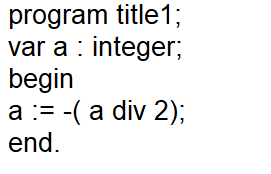 program title1;
var a : integer;
begin
a := -( a div 2);
end.